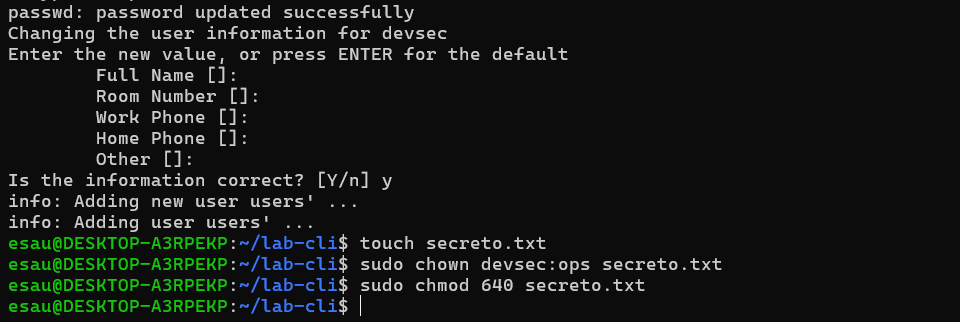 passwd: password updated successfully
Changing the user information for devsec
Enter the new value, or press ENTER for the default
Full Name []:
Room Number []:
Work Phone []:
Home Phone []:
Other []:
Is the information correct? [Y/n] y
info: Adding new user users' ...
info: Adding user users' ...
esau@DESKTOP-A3RPEKP:~/lab-cli$ touch secreto.txt
esau@DESKTOP-A3RPEKP:~/lab-cli$ sudo chown devsec:ops secreto.txt
esau@DESKTOP-A3RPEKP:~/lab-cli$ sudo chmod 640 secreto.txt
esau@DESKTOP-A3RPEKP:~/lab-cli$